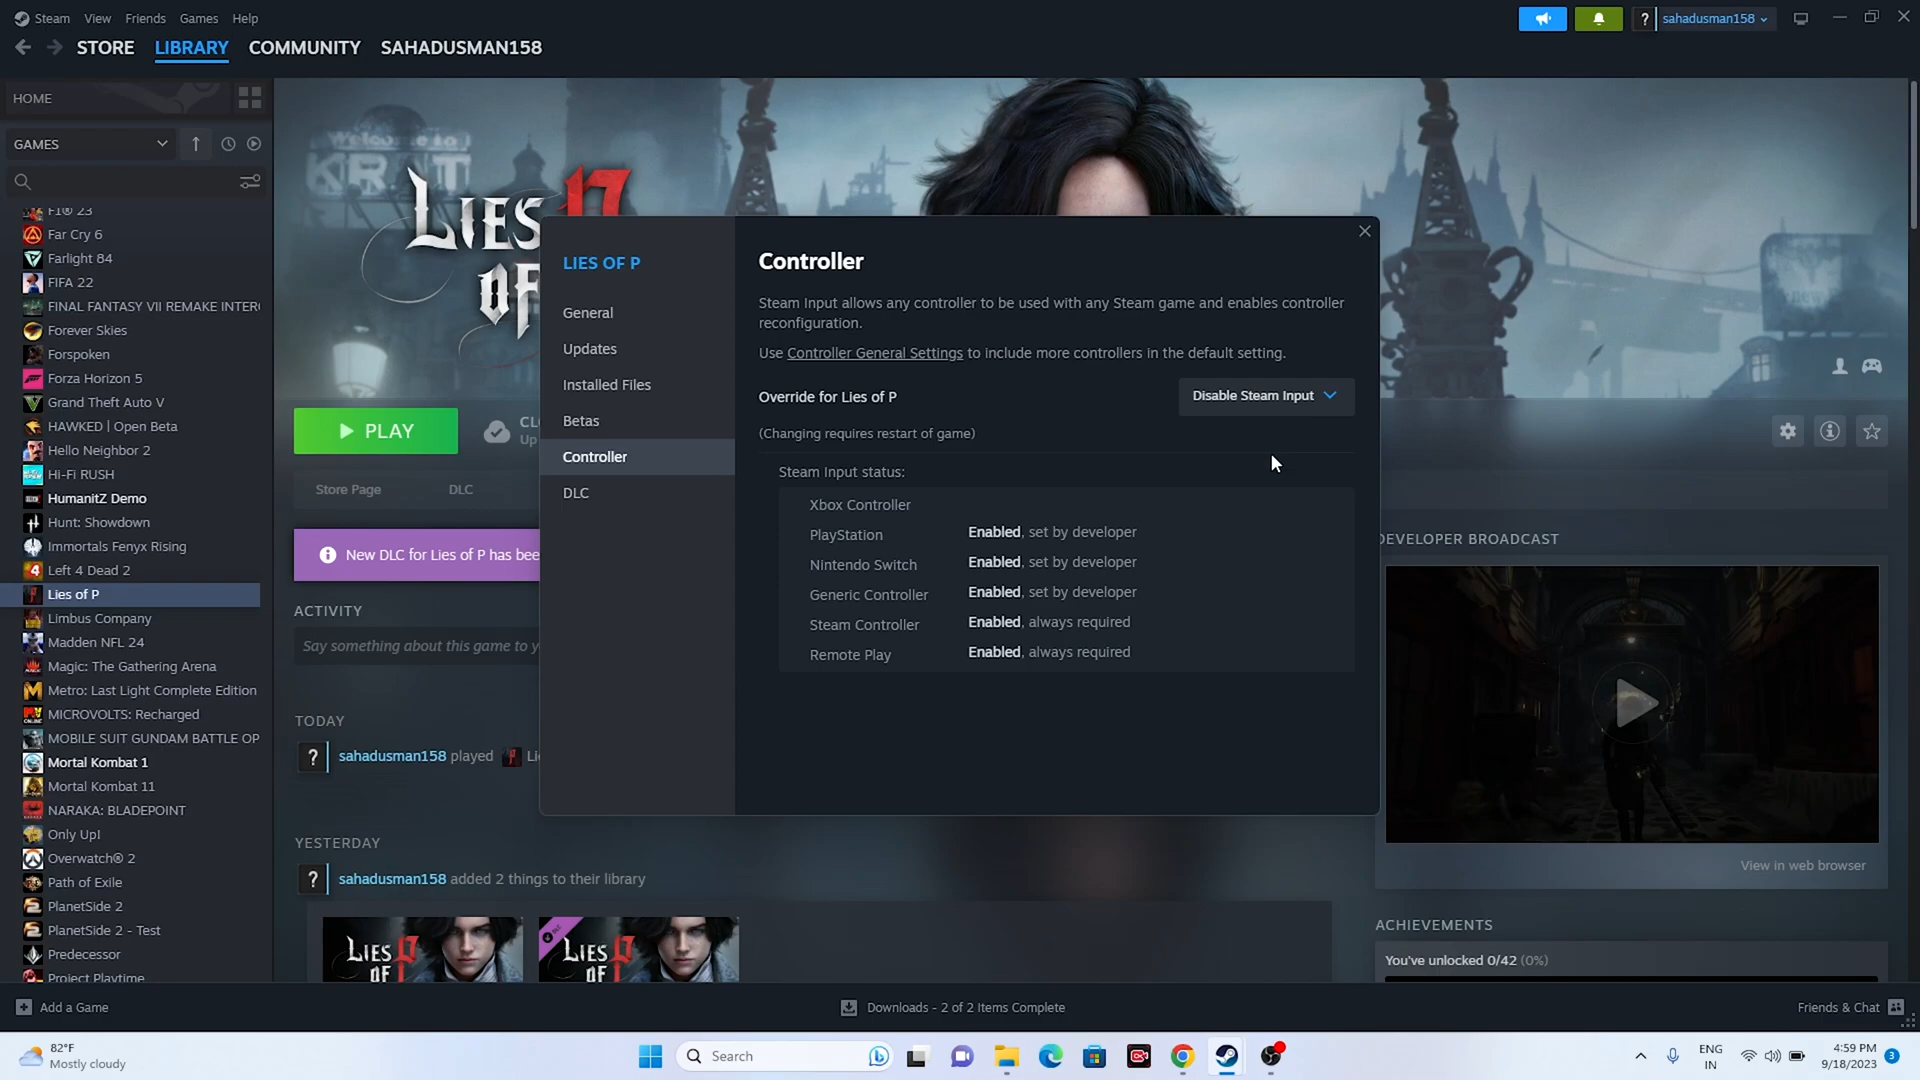 Steam View Friends Games Help
sahadusman158
STORE LIBRARY COMMUNITY SAHADUSMAN158
HOME
GAMES
F1® 23
Far Cry 6
Farlight 84
FIFA 22
FINAL FANTASY VII REMAKE INTER
Forever Skies
Forspoken
Forza Horizon 5
Grand Theft Auto V
HAWKED | Open Beta
Hello Neighbor 2
Hi-Fi RUSH
HumanitZ Demo
Hunt: Showdown
Immortals Fenyx Rising
Left 4 Dead 2
Lies of P
Limbus Company
Madden NFL 24
Magic: The Gathering Arena
Metro: Last Light Complete Edition
MICROVOLTS: Recharged
MOBILE SUIT GUNDAM BATTLE OP
Mortal Kombat 1
Mortal Kombat 11
NARAKA: BLADEPOINT
Only Up!
Overwatch® 2
Path of Exile
PlanetSide 2
PlanetSide 2 - Test
Predecessor
Project Playtime
Welcome to
LIES
OF P
PLAY
CL
Up
Store Page DLC
New DLC for Lies of P has bee
ACTIVITY
Say something about this game to y
TODAY
sahadusman158 played Li
YESTERDAY
sahadusman158 added 2 things to their library
LIES
OF P
LIES
OF P
LIES OF P
General
Updates
Installed Files
Betas
Controller
DLC
Controller
Steam Input allows any controller to be used with any Steam game and enables controller
reconfiguration.
Use Controller General Settings to include more controllers in the default setting.
Override for Lies of P Disable Steam Input
(Changing requires restart of game)
Steam Input status:
Xbox Controller
PlayStation Enabled, set by developer
Nintendo Switch Enabled, set by developer
Generic Controller Enabled, set by developer
Steam Controller Enabled, always required
Remote Play Enabled, always required
DEVELOPER BROADCAST
View in web browser
ACHIEVEMENTS
You've unlocked 0/42 (0%)
Add a Game
Downloads - 2 of 2 Items Complete
Friends & Chat
82°F
Mostly cloudy
Search
ENG
IN
4:59 PM
9/18/2023
3